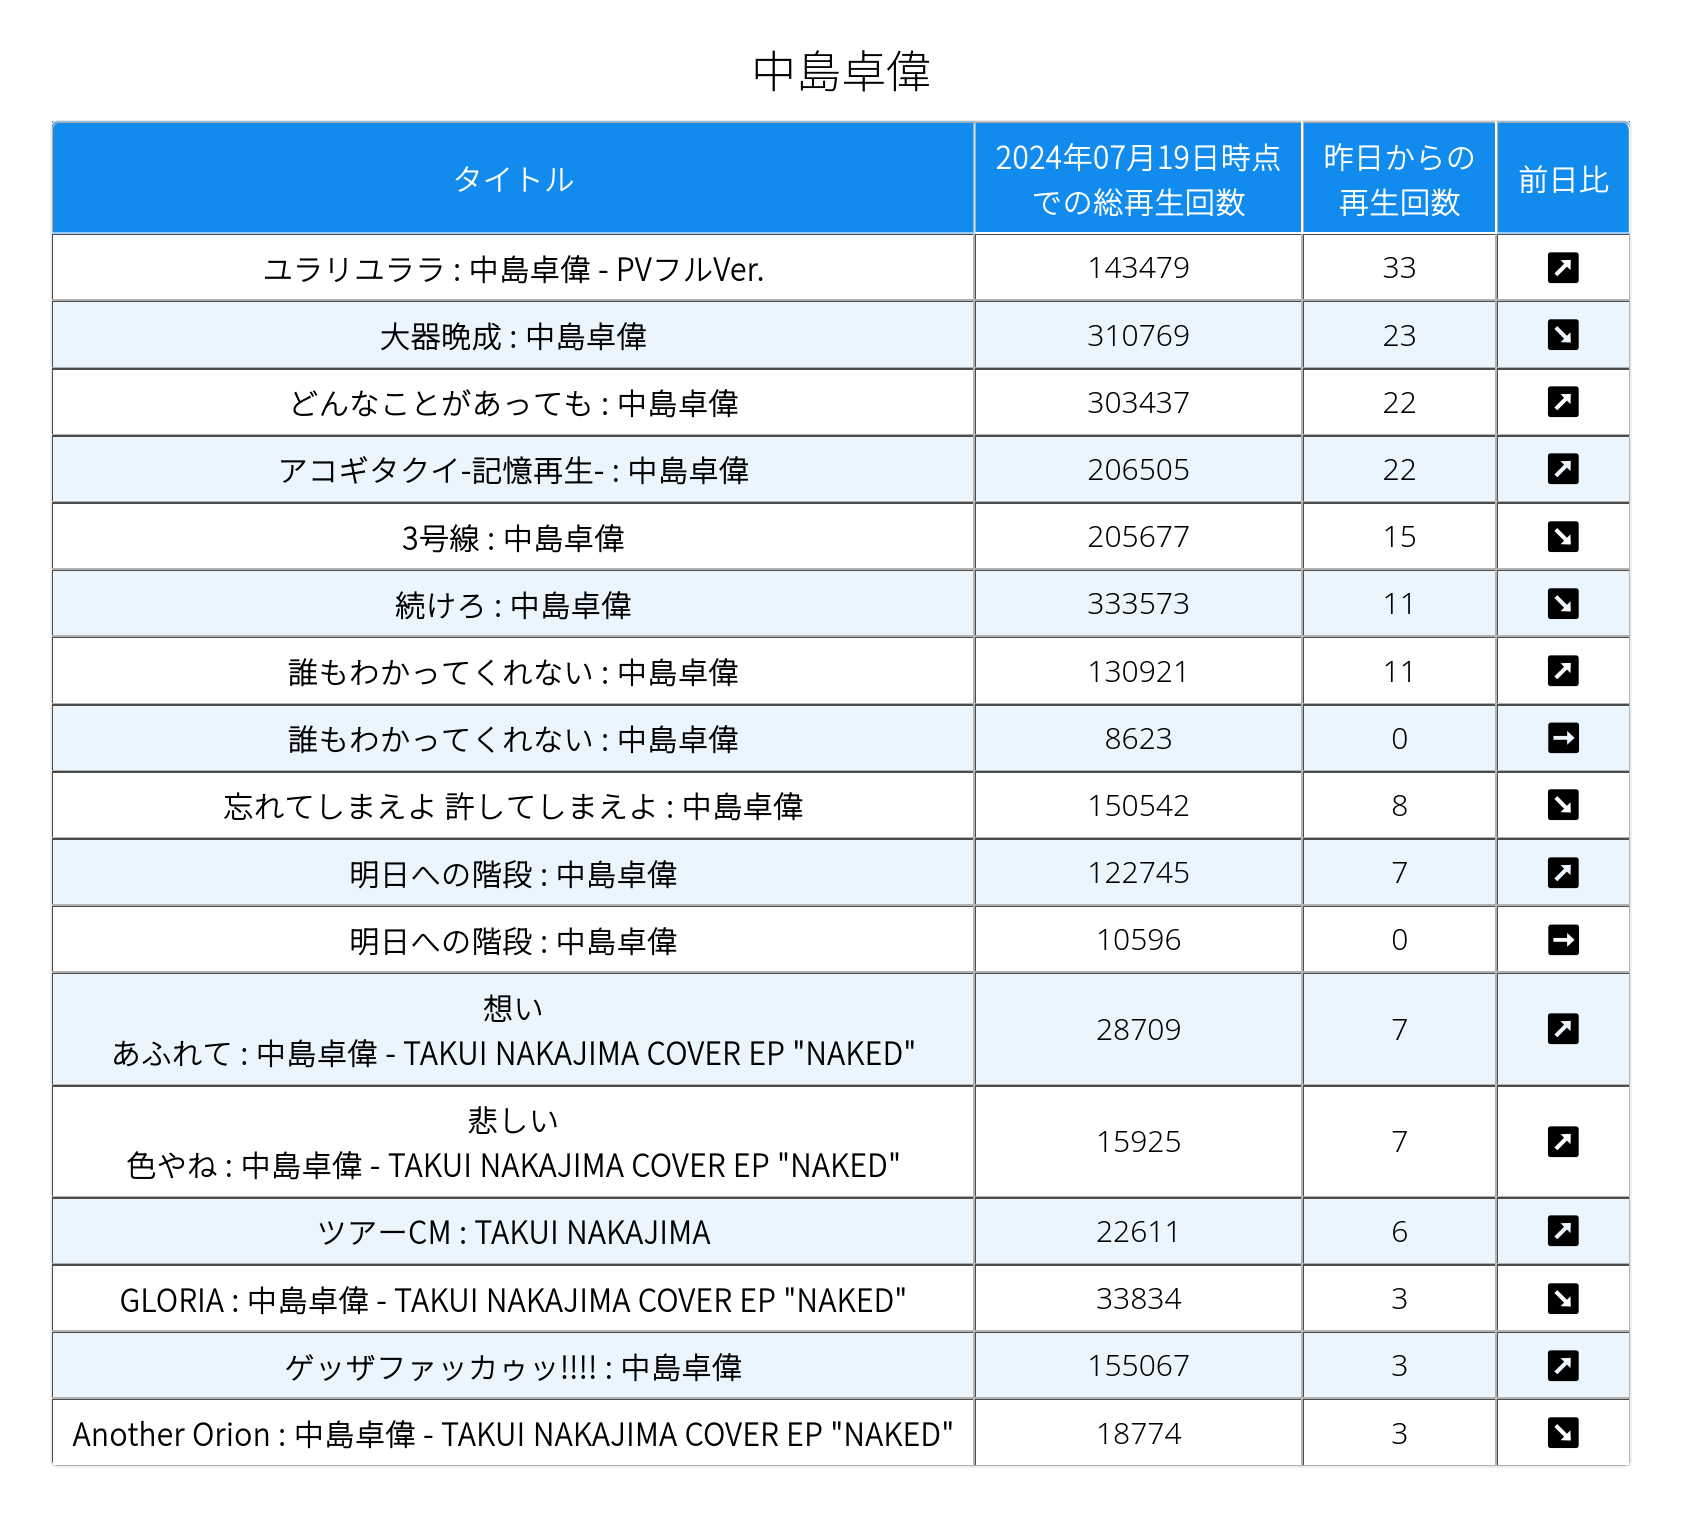 中島卓偉
タイトル
2024年07月19日時点
での総再生回数
昨日からの
再生回数
前日比
ユラリユララ : 中島卓偉 - PVフルVer.
143479
33
大器晩成 : 中島卓偉
310769
23
どんなことがあっても : 中島卓偉
303437
22
アコギタクイ-記憶再生- : 中島卓偉
206505
22
3号線 : 中島卓偉
205677
15
続けろ : 中島卓偉
333573
11
誰もわかってくれない : 中島卓偉
130921
11
誰もわかってくれない : 中島卓偉
8623
0
忘れてしまえよ 許してしまえよ : 中島卓偉
150542
8
明日への階段 : 中島卓偉
122745
7
明日への階段 : 中島卓偉
10596
0
想い
あふれて : 中島卓偉 - TAKUI NAKAJIMA COVER EP "NAKED"
28709
7
悲しい
色やね : 中島卓偉 - TAKUI NAKAJIMA COVER EP "NAKED"
15925
7
ツアーCM : TAKUI NAKAJIMA
22611
6
GLORIA : 中島卓偉 - TAKUI NAKAJIMA COVER EP "NAKED"
33834
3
ゲッザファッカゥッ!!!! : 中島卓偉
155067
3
Another Orion : 中島卓偉 - TAKUI NAKAJIMA COVER EP "NAKED"
18774
3